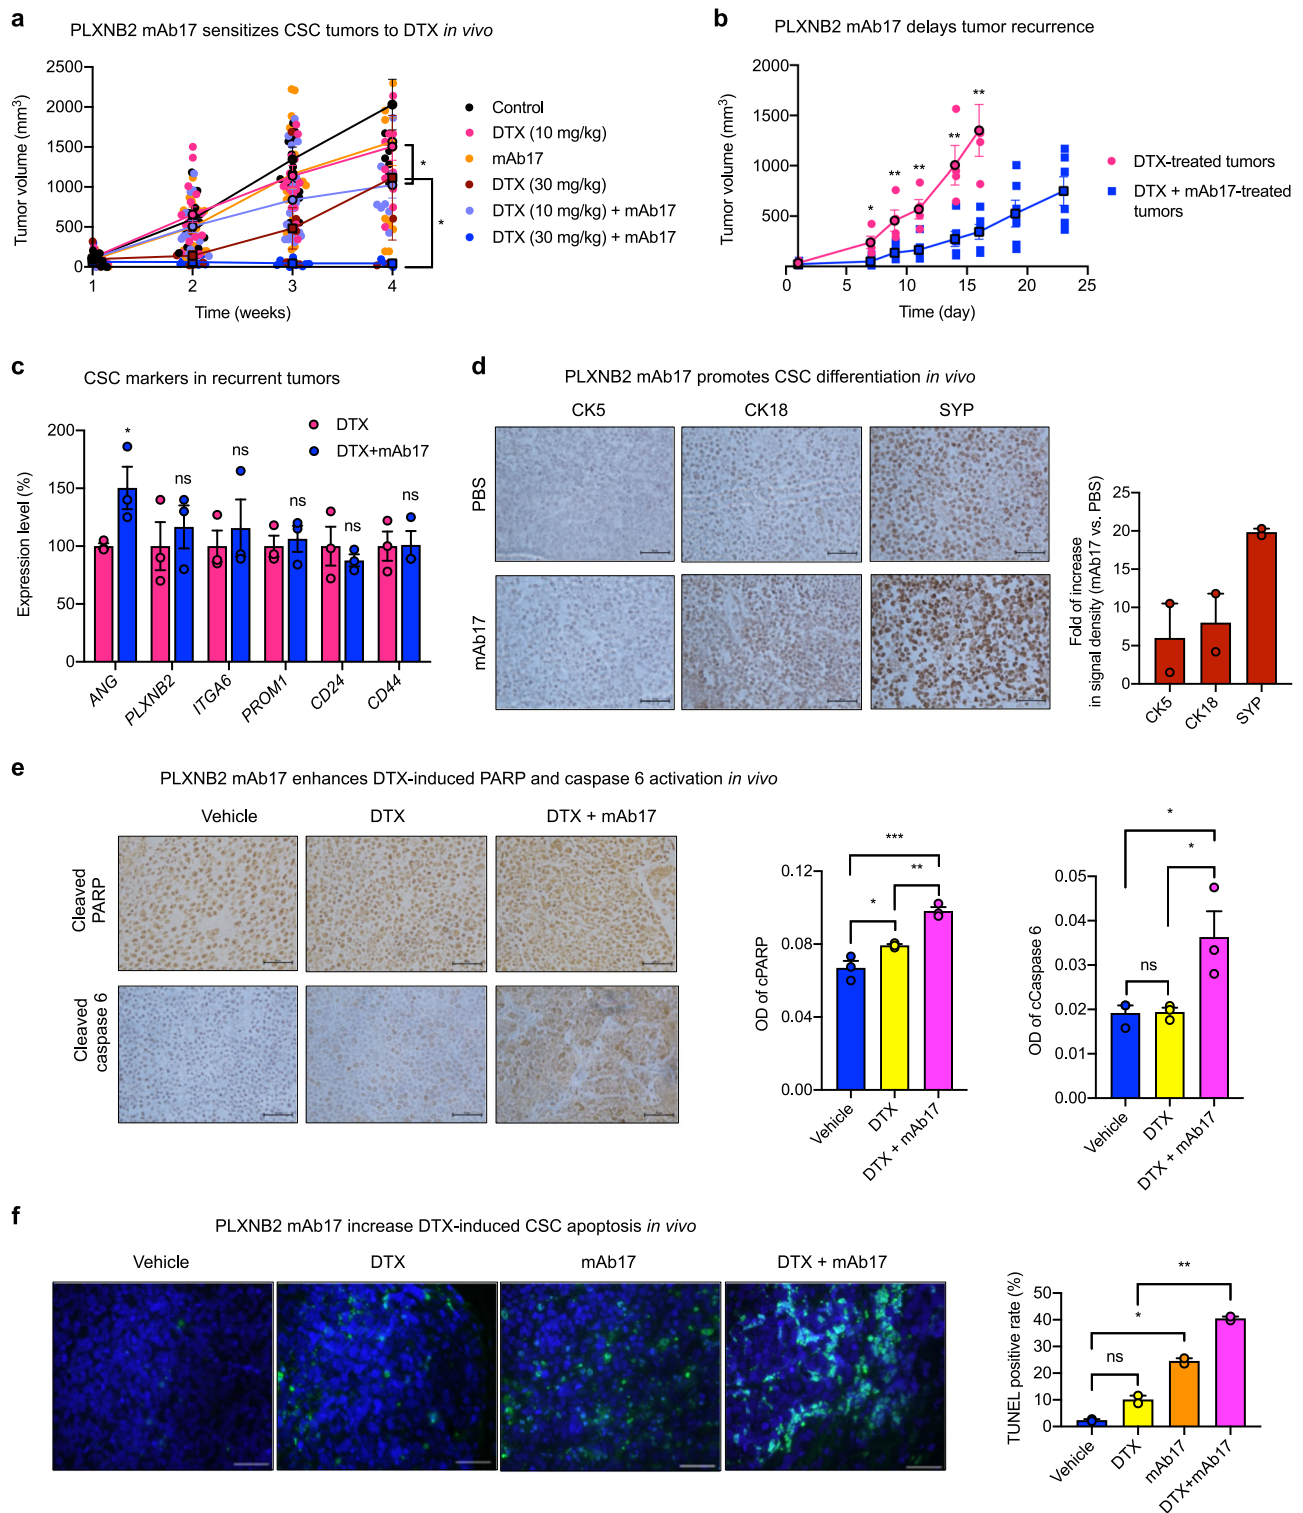 a
PLXNB2 mAb17 sensitizes CSC tumors to DTX in vivo
Tumor volume (mm³)
2500
2000
1500
1000
500
0
1 2 3 4
Time (weeks)
Control
DTX (10 mg/kg)
mAb17
DTX (30 mg/kg)
DTX (10 mg/kg) + mAb17
DTX (30 mg/kg) + mAb17
*
*
b
PLXNB2 mAb17 delays tumor recurrence
Tumor volume (mm³)
2000
1500
1000
500
0 5 10 15 20 25
Time (day)
* ** ** ** **
DTX-treated tumors
DTX + mAb17-treated
tumors
c
CSC markers in recurrent tumors
Expression level (%)
200
150
100
50
0
DTX
DTX+mAb17
* ns ns ns ns ns
ANG PLXNB2 ITGA6 PROM1 CD24 CD44
d
PLXNB2 mAb17 promotes CSC differentiation in vivo
CK5 CK18 SYP
PBS
mAb17
Fold of increase
in signal density (mAb17 vs. PBS)
25
20
15
10
5
0
CK5 CK18 SYP
e
PLXNB2 mAb17 enhances DTX-induced PARP and caspase 6 activation in vivo
Vehicle DTX DTX + mAb17
Cleaved
PARP
Cleaved
caspase 6
OD of cPARP
0.12
0.08
0.04
0.00
***
**
*
Vehicle DTX DTX + mAb17
OD of cCaspase 6
0.05
0.04
0.03
0.02
0.01
0.00
*
*
ns
Vehicle DTX DTX + mAb17
f
PLXNB2 mAb17 increase DTX-induced CSC apoptosis in vivo
Vehicle DTX mAb17 DTX + mAb17
TUNEL positive rate (%)
50
40
30
20
10
0
**
*
ns
Vehicle DTX mAb17 DTX+mAb17